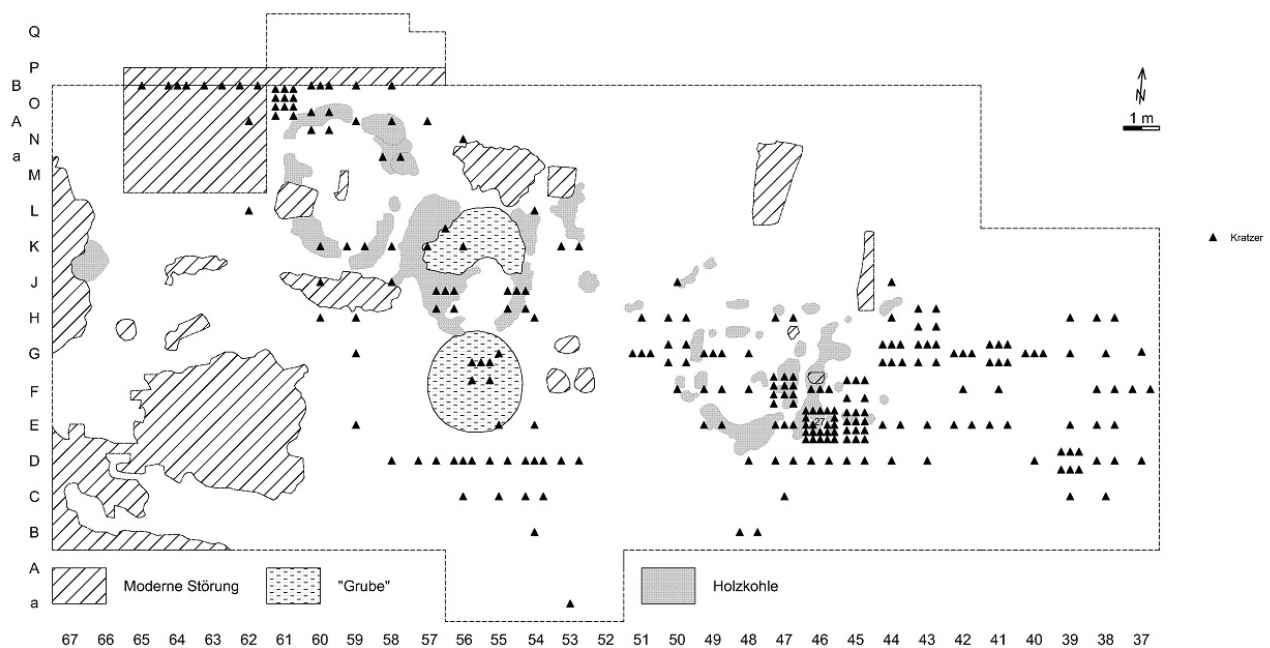 Q
P
B
O
A
N
a
M
L
K
J
H
G
F
E
D
C
B
A
a
N
1 m
Kratzer
27
Moderne Störung
"Grube"
Holzkohle
67 66 65 64 63 62 61 60 59 58 57 56 55 54 53 52 51 50 49 48 47 46 45 44 43 42 41 40 39 38 37